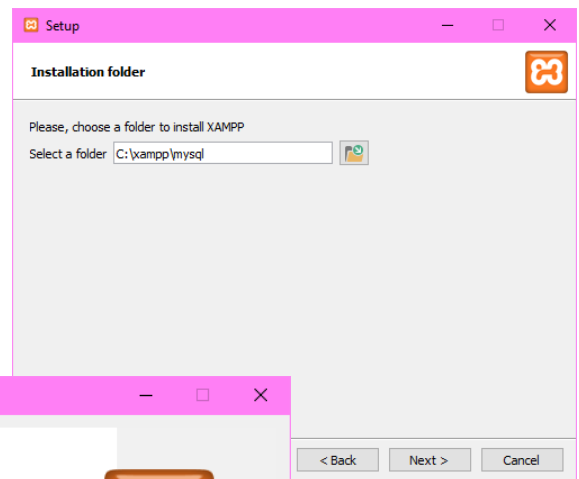 Setup
Installation folder
Please, choose a folder to install XAMPP
Select a folder C:\xampp\mysql
< Back Next > Cancel